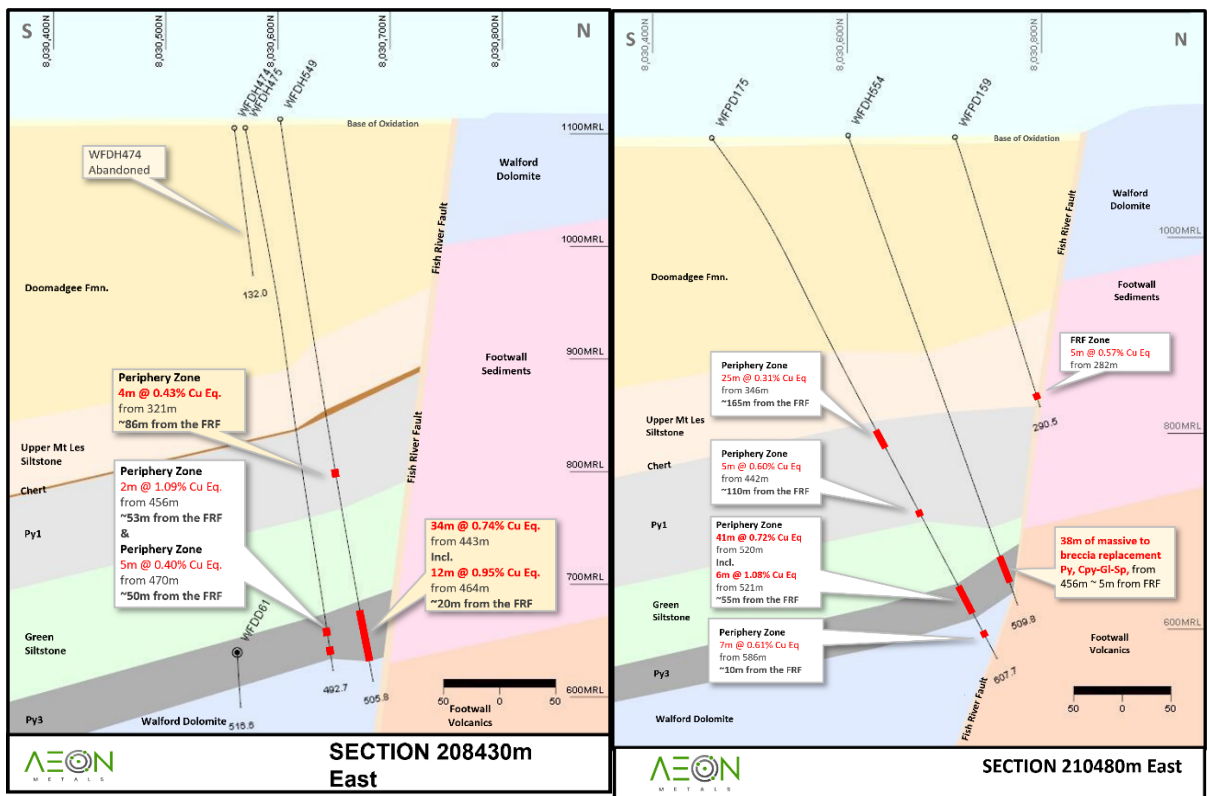 S
8,030,400N
8,030,600N
8,030,700N
8,030,800N
N
WFDH474
WFDH475
WFDH549
Base of Oxidation
1100MRL
WFDH474
Abandoned
Walford
Dolomite
Fish River Fault
1000MRL
Doomadgee Fmn.
132.0
900MRL
Footwall
Sediments
Periphery Zone
4m @ 0.43% Cu Eq.
from 321m
~86m from the FRF
Upper Mt Les
Siltstone
Chert
Fish River Fault
800MRL
Periphery Zone
2m @ 1.09% Cu Eq.
from 456m
~53m from the FRF
&
Periphery Zone
5m @ 0.40% Cu Eq.
from 470m
~50m from the FRF
Py1
34m @ 0.74% Cu Eq.
from 443m
Incl.
12m @ 0.95% Cu Eq.
from 464m
~20m from the FRF
700MRL
Green
Siltstone
WFDD61
492.7
505.8
50
0
50
600MRL
Footwall
Volcanics
Py3
Walford Dolomite
AEON
METALS
SECTION 208430m
East
S
8,030,400N
8,030,600N
8,030,800N
N
WFPD175
WFDH554
WFPD159
Base of Oxidation
Walford
Dolomite
Fish River Fault
1000MRL
Doomadgee Fmn.
Footwall
Sediments
FRF Zone
5m @ 0.57% Cu Eq
from 282m
Periphery Zone
25m @ 0.31% Cu Eq
from 346m
~165m from the FRF
290.5
Upper Mt Les
Siltstone
800MRL
Chert
Periphery Zone
5m @ 0.60% Cu Eq
from 442m
~110m from the FRF
Py1
Periphery Zone
41m @ 0.72% Cu Eq
from 520m
Incl.
6m @ 1.08% Cu Eq
from 521m
~55m from the FRF
38m of massive to
breccia replacement
Py, Cpy-Gl-Sp, from
456m ~ 5m from FRF
Green
Siltstone
509.8
600MRL
Periphery Zone
7m @ 0.61% Cu Eq
from 586m
~10m from the FRF
Footwall
Volcanics
607.7
Py3
Fish River Fault
50
0
50
Walford Dolomite
AEON
METALS
SECTION 210480m East